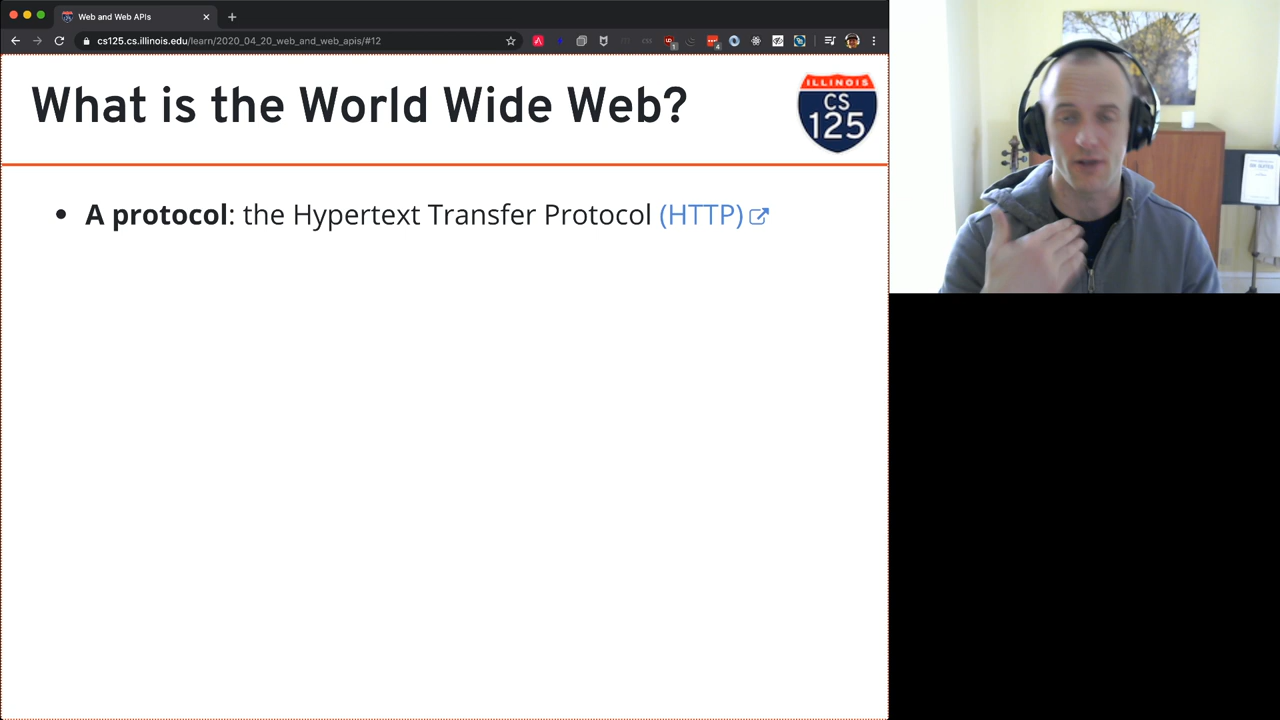 Web and Web APIs
cs125.cs.illinois.edu/learn/2020_04_20_web_and_web_apis/#12
What is the World Wide Web?
ILLINOIS
CS
125
• A protocol: the Hypertext Transfer Protocol (HTTP)